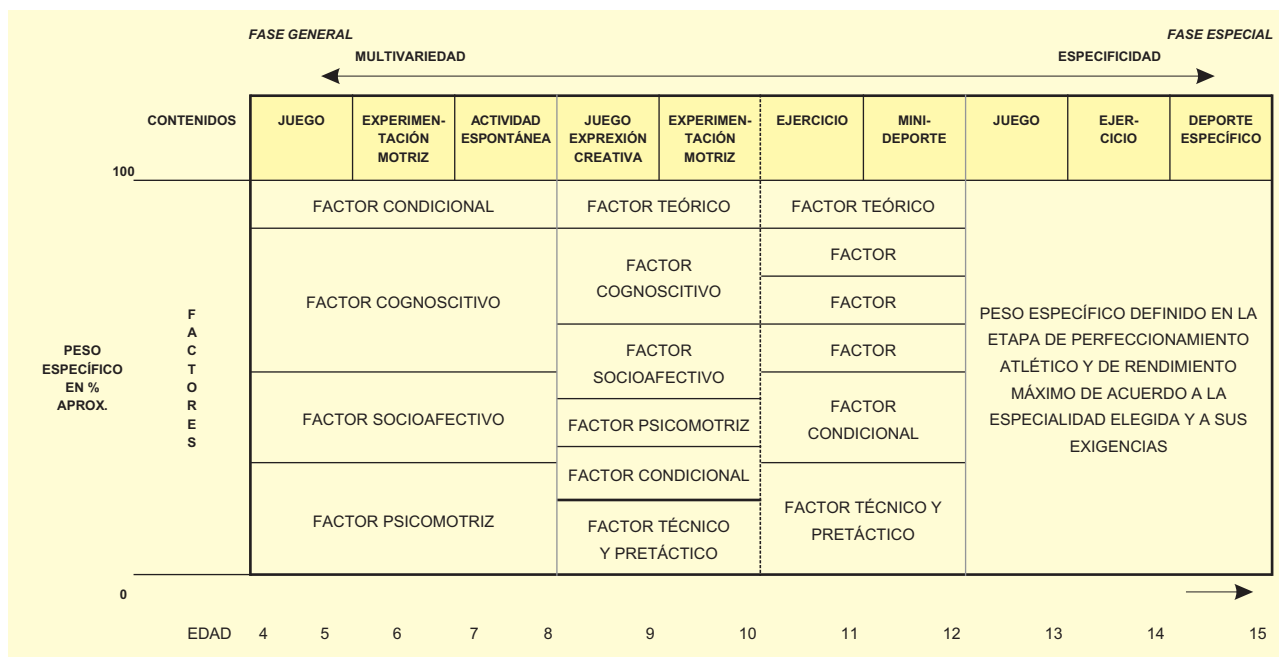 FASE GENERAL
FASE ESPECIAL
MULTIVARIEDAD
ESPECIFICIDAD
CONTENIDOS
JUEGO
EXPERIMEN-
TACIÓN
MOTRIZ
ACTIVIDAD
ESPONTÁNEA
JUEGO
EXPREXIÓN
CREATIVA
EXPERIMEN-
TACIÓN
MOTRIZ
EJERCICIO
MINI-
DEPORTE
JUEGO
EJER-
CICIO
DEPORTE
ESPECÍFICO
100
PESO
ESPECÍFICO
EN %
APROX.
F
A
C
T
O
R
E
S
FACTOR CONDICIONAL
FACTOR COGNOSCITIVO
FACTOR SOCIOAFECTIVO
FACTOR PSICOMOTRIZ
FACTOR TEÓRICO
FACTOR
COGNOSCITIVO
FACTOR
SOCIOAFECTIVO
FACTOR PSICOMOTRIZ
FACTOR CONDICIONAL
FACTOR TÉCNICO
Y PRETÁCTICO
FACTOR TEÓRICO
FACTOR
FACTOR
FACTOR
FACTOR
CONDICIONAL
FACTOR TÉCNICO Y
PRETÁCTICO
PESO ESPECÍFICO DEFINIDO EN LA
ETAPA DE PERFECCIONAMIENTO
ATLÉTICO Y DE RENDIMIENTO
MÁXIMO DE ACUERDO A LA
ESPECIALIDAD ELEGIDA Y A SUS
EXIGENCIAS
0
EDAD 4 5 6 7 8 9 10 11 12 13 14 15